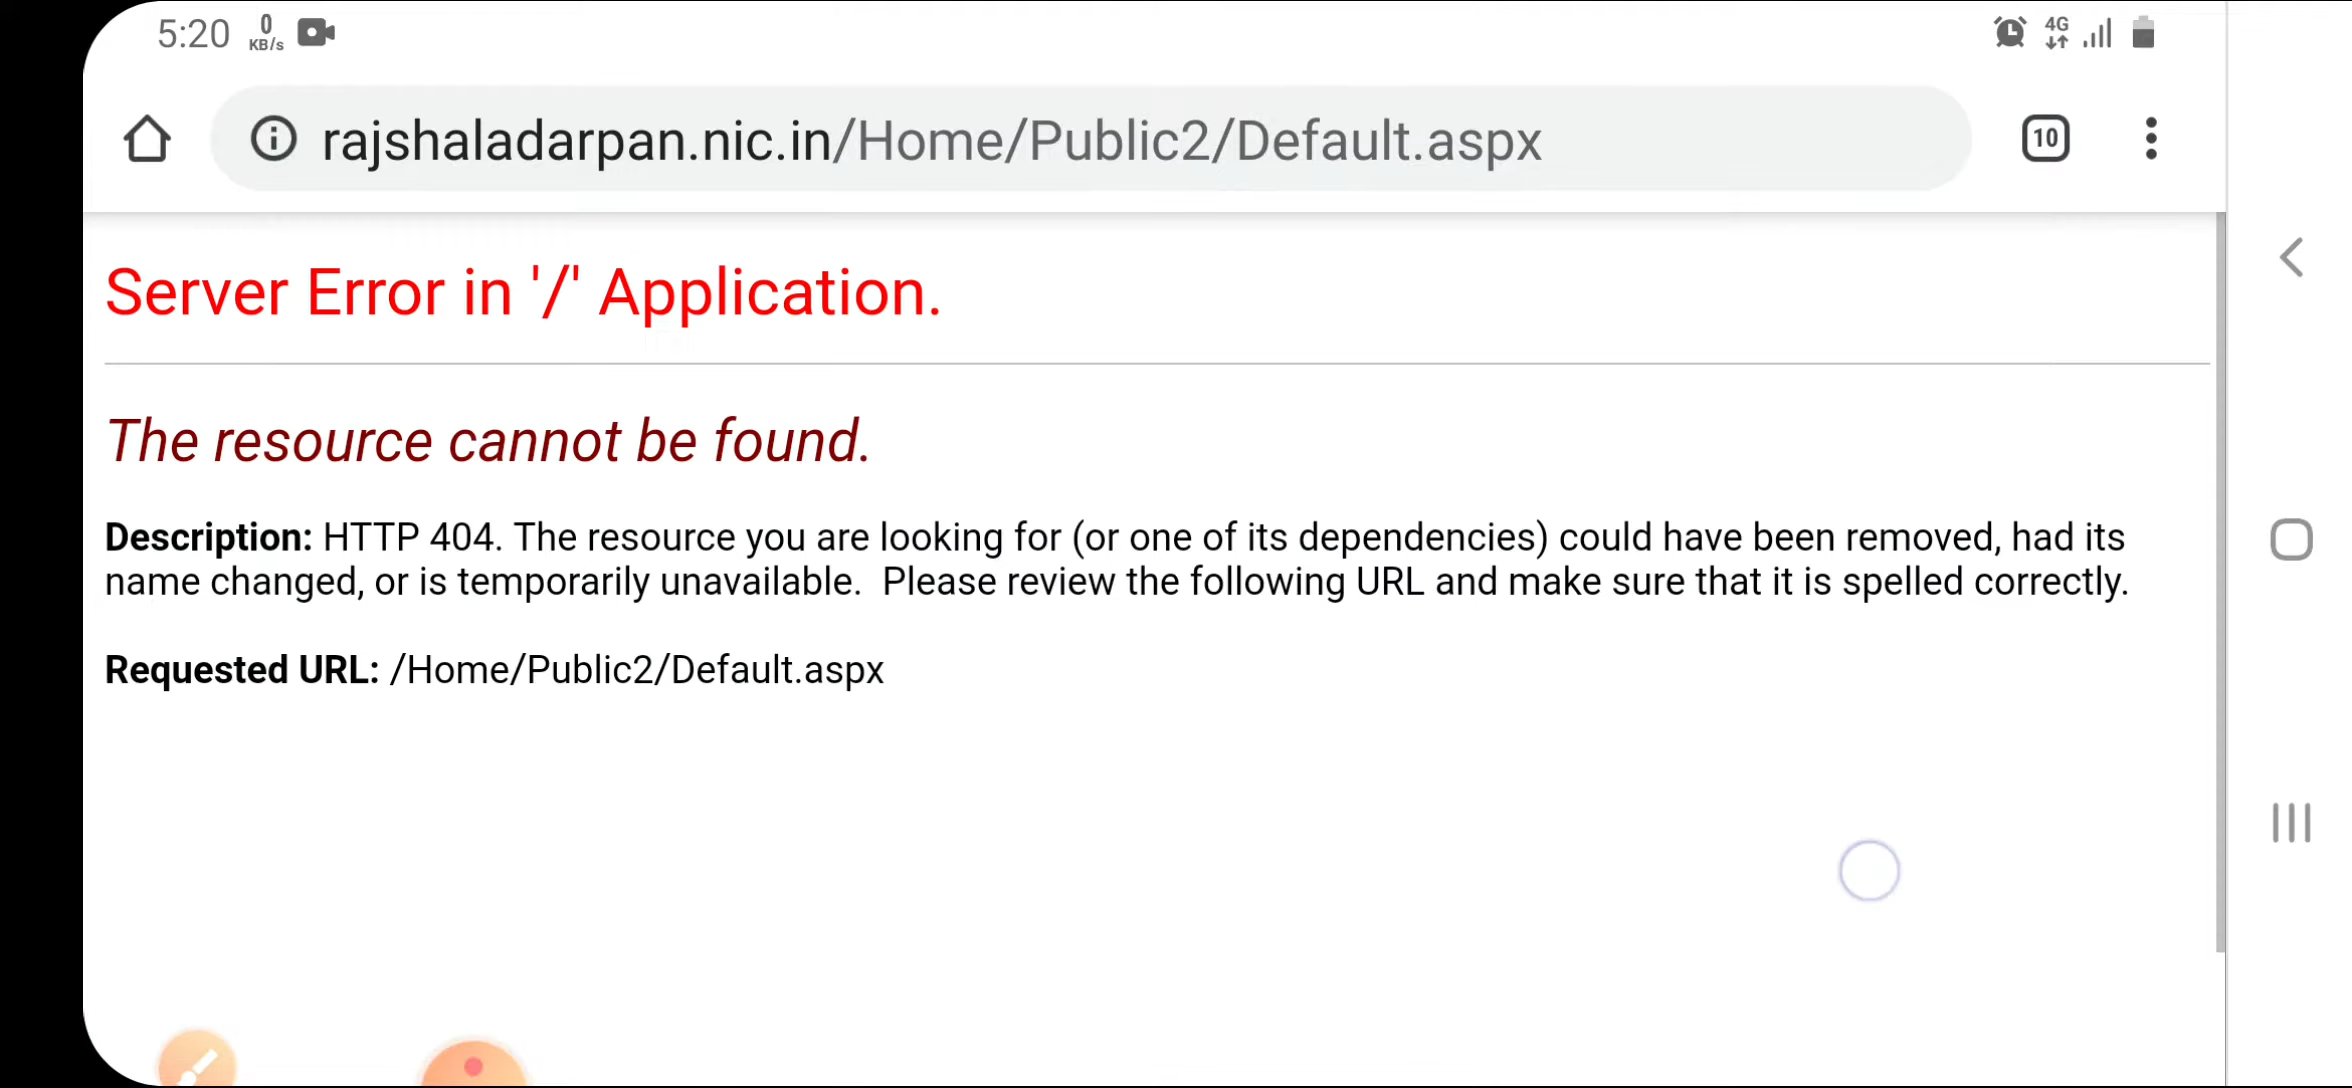 5:20 0 KB/s 4G
rajshaladarpan.nic.in/Home/Public2/Default.aspx 10
Server Error in '/' Application.
The resource cannot be found.
Description: HTTP 404. The resource you are looking for (or one of its dependencies) could have been removed, had its
name changed, or is temporarily unavailable.  Please review the following URL and make sure that it is spelled correctly.
Requested URL: /Home/Public2/Default.aspx